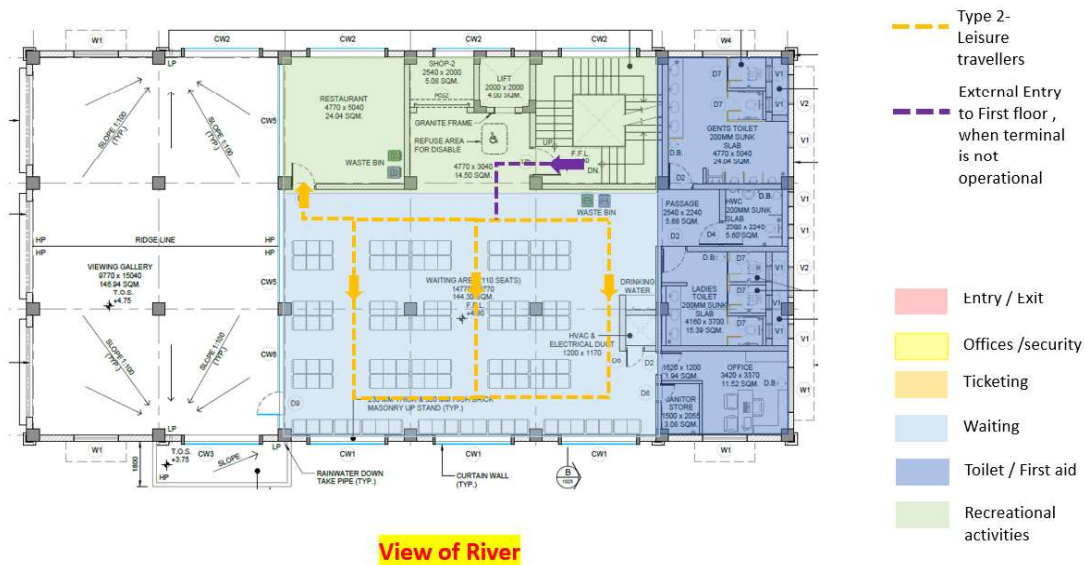 W1
CW2
CW2
CW2
CW2
W4
LP
SLOPE 1:100
(TYP.)
SLOPE 1:100
(TYP.)
CW5
RESTAURANT
4770 x 5040
24.04 SQM.
WASTE BIN
SHOP-2
2540 x 2000
5.08 SQM.
RS2
LIFT
2000 x 2000
4.00 SQM.
GRANITE FRAME
REFUSE AREA
FOR DISABLE
4770 x 3040
14.50 SQM.
UP
DN.
D7
D7
V1
V2
W1
GENTS TOILET
200MM SUNK
SLAB
4770 x 5040
24.04 SQM.
D.B.
D2
WASTE BIN
PASSAGE
2540 x 2240
5.68 SQM.
D2
D4
D.B.
HWC
200MM SUNK
SLAB
2500 x 2240
5.60 SQM.
V1
V1
HP
HP
RIDGE LINE
HP
HP
VIEWING GALLERY
9770 x 15040
146.94 SQM.
T.O.S.
+4.75
CW5
WAITING AREA (110 SEATS)
144.30 SQM.
F.F.L.
DRINKING
WATER
HVAC &
ELECTRICAL DUCT
1200 x 1170
D2
D.B.
D7
D7
V2
V1
V1
LADIES
TOILET
200MM SUNK
SLAB
4160 x 3700
15.39 SQM.
SLOPE 1:100
(TYP.)
SLOPE 1:100
(TYP.)
CW6
D9
MASONRY UP STAND (TYP.)
OFFICE
3420 x 3370
11.52 SQM.
D.B.
W1
JANITOR
STORE
LP
W1
T.O.S.
+3.75
HP
SLOPE
CW3
LP
CW1
CW1
CW1
W1
1800
RAINWATER DOWN
TAKE PIPE (TYP.)
CURTAIN WALL
(TYP.)
B
View of River
Type 2-
Leisure
travellers
External Entry
to First floor ,
when terminal
is not
operational
Entry / Exit
Offices /security
Ticketing
Waiting
Toilet / First aid
Recreational
activities